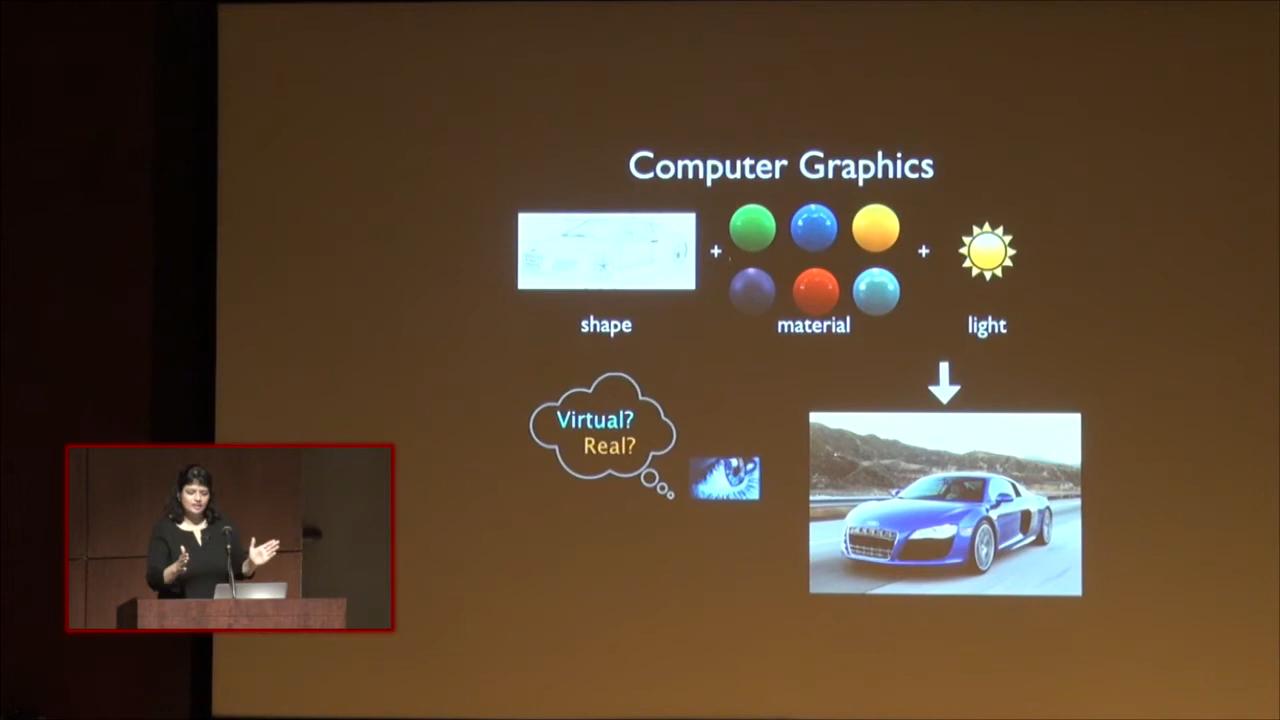 Computer Graphics
+
+
shape
material
light
Virtual?
Real?